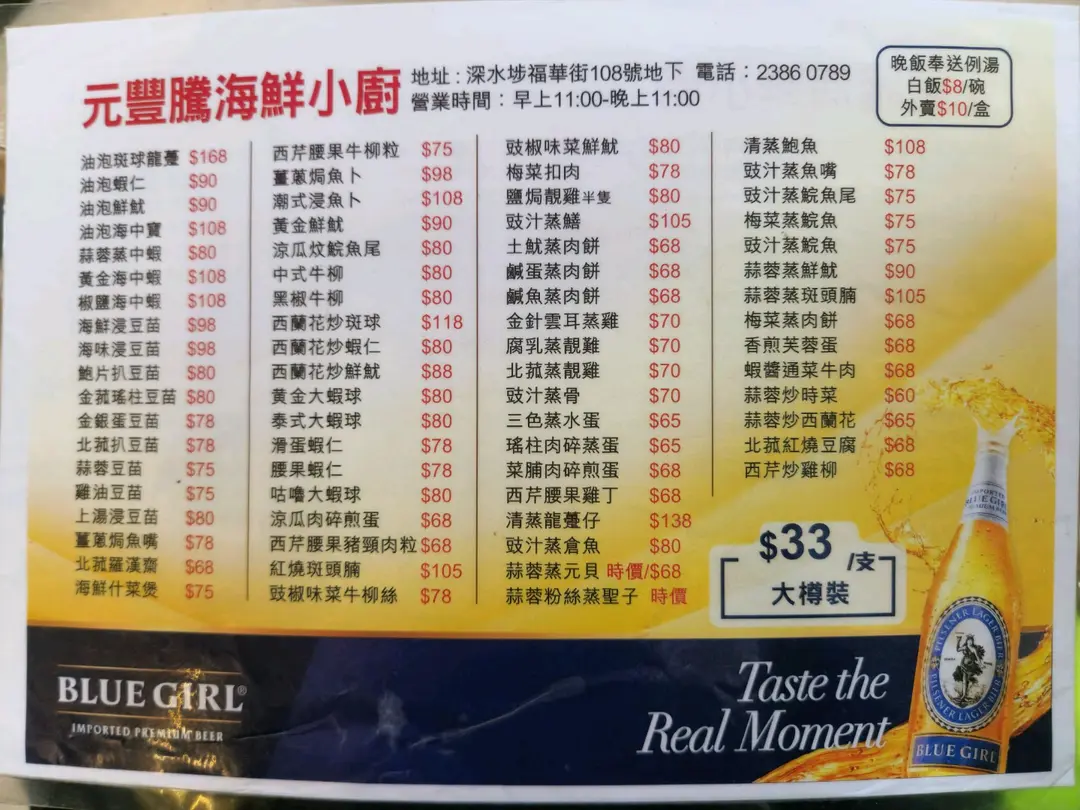 元豐騰海鮮小廚
地址：深水埗福華街108號地下 電話：2386 0789
營業時間：早上11:00-晚上11:00
晚飯奉送例湯
白飯$8/碗
外賣$10/盒
油泡斑球龍躉 $168
油泡蝦仁 $90
油泡鮮魷 $90
油泡海中寶 $108
蒜蓉蒸中蝦 $80
黃金海中蝦 $108
椒鹽海中蝦 $108
海鮮浸豆苗 $98
海味浸豆苗 $98
鮑片扒豆苗 $80
金菰瑤柱豆苗 $80
金銀蛋豆苗 $78
北菰扒豆苗 $78
蒜蓉豆苗 $75
雞油豆苗 $75
上湯浸豆苗 $80
薑蔥焗魚嘴 $78
北菰羅漢齋 $68
海鮮什菜煲 $75
西芹腰果牛柳粒 $75
薑蔥焗魚卜 $98
潮式浸魚卜 $108
黃金鮮魷 $90
涼瓜炆鯇魚尾 $80
中式牛柳 $80
黑椒牛柳 $80
西蘭花炒斑球 $118
西蘭花炒蝦仁 $80
西蘭花炒鮮魷 $88
黃金大蝦球 $80
泰式大蝦球 $80
滑蛋蝦仁 $78
腰果蝦仁 $78
咕嚕大蝦球 $80
涼瓜肉碎煎蛋 $68
西芹腰果豬頸肉粒 $68
紅燒斑頭腩 $105
豉椒味菜牛柳絲 $78
豉椒味菜鮮魷 $80
梅菜扣肉 $78
鹽焗靚雞半隻 $80
豉汁蒸鱔 $105
土魷蒸肉餅 $68
鹹蛋蒸肉餅 $68
鹹魚蒸肉餅 $68
金針雲耳蒸雞 $70
腐乳蒸靚雞 $70
北菰蒸靚雞 $70
豉汁蒸骨 $70
三色蒸水蛋 $65
瑤柱肉碎蒸蛋 $65
菜脯肉碎煎蛋 $68
西芹腰果雞丁 $68
清蒸龍躉仔 $138
豉汁蒸倉魚 $80
蒜蓉蒸元貝 時價/$68
蒜蓉粉絲蒸聖子 時價
清蒸鮑魚 $108
豉汁蒸魚嘴 $78
豉汁蒸鯇魚尾 $75
梅菜蒸鯇魚 $75
豉汁蒸鯇魚 $75
蒜蓉蒸鮮魷 $90
蒜蓉蒸斑頭腩 $105
梅菜蒸肉餅 $68
香煎芙蓉蛋 $68
蝦醬通菜牛肉 $68
蒜蓉炒時菜 $60
蒜蓉炒西蘭花 $65
北菰紅燒豆腐 $68
西芹炒雞柳 $68
$33/支
大樽裝
BLUE GIRL®
IMPORTED PREMIUM BEER
Taste the
Real Moment
IMPORTED
BLUE GIRL
PREMIUM BEER
PILSENER LAGER BIER
PILSENER LAGER BEER
BLUE GIRL